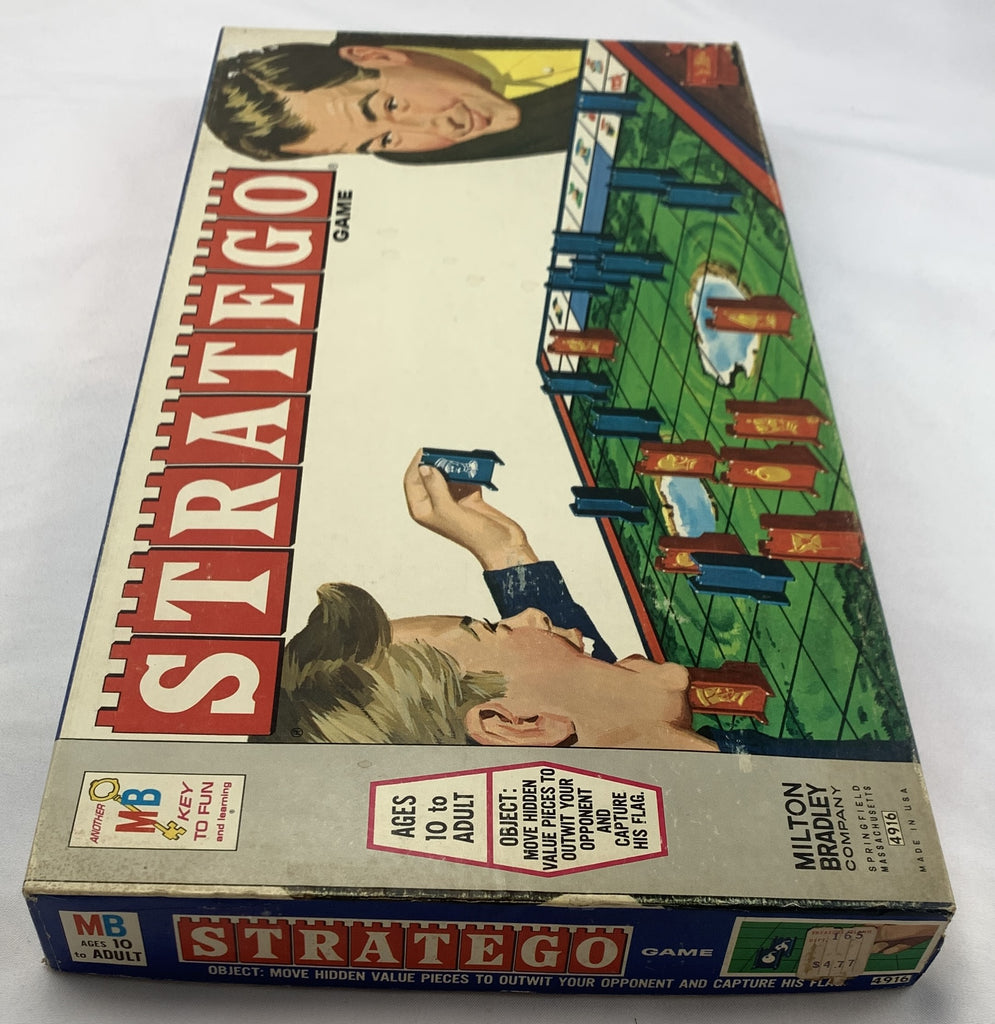 STRATEGO®
GAME
®
ANOTHER
MB
KEY
TO FUN
and learning
®
AGES
10 to
ADULT
OBJECT:
MOVE HIDDEN
VALUE PIECES TO
OUTWIT YOUR
OPPONENT
AND
CAPTURE
HIS FLAG.
MILTON
BRADLEY
COMPANY
SPRINGFIELD
MASSACHUSETTS
4916
MADE IN USA
MB
AGES 10
to ADULT
STRATEGO GAME
OBJECT: MOVE HIDDEN VALUE PIECES TO OUTWIT YOUR OPPONENT AND CAPTURE HIS FLA
165
$4.77
4916